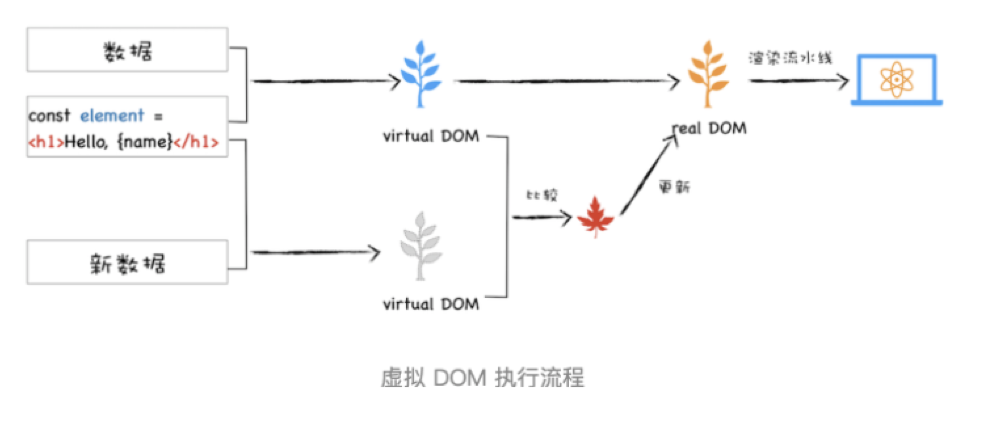 数据
const element =
<h1>Hello, {name}</h1>
新数据
virtual DOM
virtual DOM
比较
更新
real DOM
渲染流水线
虚拟 DOM 执行流程